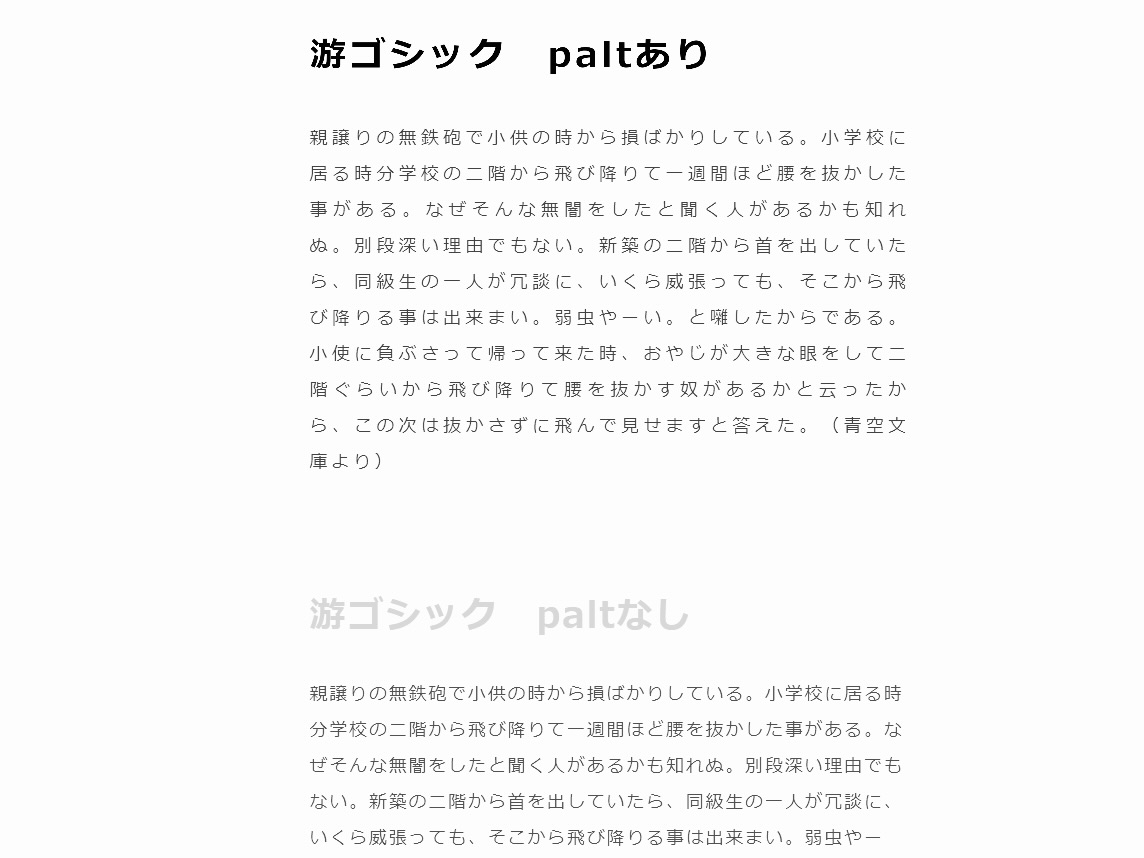 游ゴシック　paltあり
親譲りの無鉄砲で小供の時から損ばかりしている。小学校に
居る時分学校の二階から飛び降りて一週間ほど腰を抜かした
事がある。なぜそんな無闇をしたと聞く人があるかも知れ
ぬ。別段深い理由でもない。新築の二階から首を出していた
ら、同級生の一人が冗談に、いくら威張っても、そこから飛
び降りる事は出来まい。弱虫やーい。と囃したからである。
小使に負ぶさって帰って来た時、おやじが大きな眼をして二
階ぐらいから飛び降りて腰を抜かす奴があるかと云ったか
ら、この次は抜かさずに飛んで見せますと答えた。（青空文
庫より）
游ゴシック　paltなし
親譲りの無鉄砲で小供の時から損ばかりしている。小学校に居る時
分学校の二階から飛び降りて一週間ほど腰を抜かした事がある。な
ぜそんな無闇をしたと聞く人があるかも知れぬ。別段深い理由でも
ない。新築の二階から首を出していたら、同級生の一人が冗談に、
いくら威張っても、そこから飛び降りる事は出来まい。弱虫やー